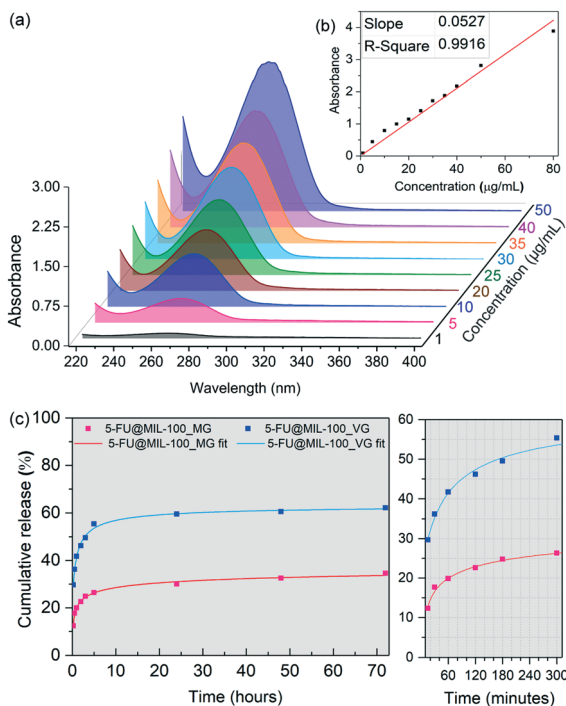 (a)
(b)
Slope 0.0527
R-Square 0.9916
Absorbance
4
3
2
1
0
0 20 40 60 80
Concentration (µg/mL)
Absorbance
3.00
2.25
1.50
0.75
0.00
220 240 260 280 300 320 340 360 380 400
Wavelength (nm)
50
40
35
30
25
20
10
5
1
Concentration (µg/mL)
(c)
5-FU@MIL-100_MG 5-FU@MIL-100_VG
5-FU@MIL-100_MG fit 5-FU@MIL-100_VG fit
Cumulative release (%)
100
80
60
40
20
0
0 10 20 30 40 50 60 70
Time (hours)
60
50
40
30
20
10
0
60 120 180 240 300
Time (minutes)